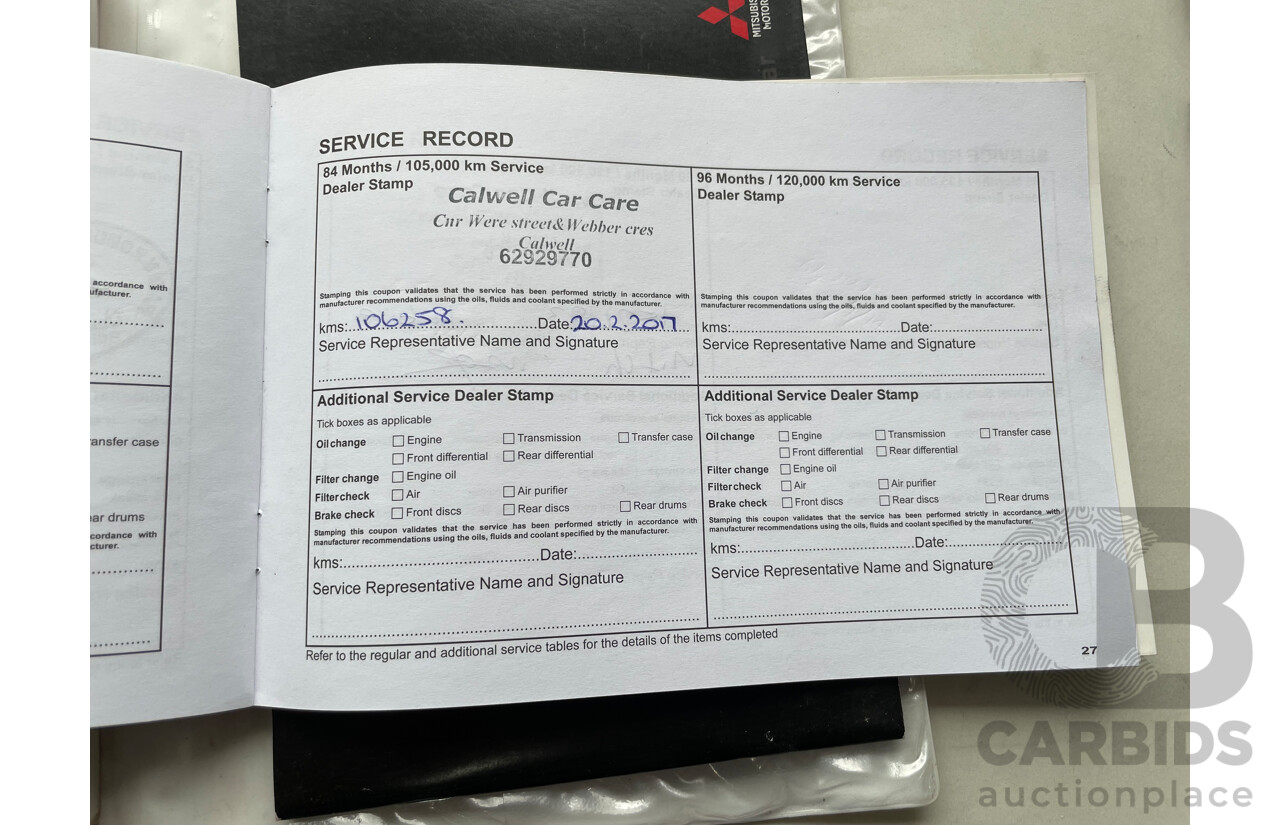 MITSUBISHI
MOTORS
SERVICE RECORD
84 Months / 105,000 km Service
Dealer Stamp
Calwell Car Care
Cnr Were street&Webber cres
Calwell
62929770
Stamping this coupon validates that the service has been performed strictly in accordance with
manufacturer recommendations using the oils, fluids and coolant specified by the manufacturer.
kms:106258. Date:20.2.2017
Service Representative Name and Signature
96 Months / 120,000 km Service
Dealer Stamp
Stamping this coupon validates that the service has been performed strictly in accordance with
manufacturer recommendations using the oils, fluids and coolant specified by the manufacturer.
kms: Date:
Service Representative Name and Signature
Additional Service Dealer Stamp
Tick boxes as applicable
Oil change Engine Transmission Transfer case
Front differential Rear differential
Filter change Engine oil
Filter check Air Air purifier
Brake check Front discs Rear discs Rear drums
Stamping this coupon validates that the service has been performed strictly in accordance with
manufacturer recommendations using the oils, fluids and coolant specified by the manufacturer.
kms: Date:
Service Representative Name and Signature
Additional Service Dealer Stamp
Tick boxes as applicable
Oil change Engine Transmission Transfer case
Front differential Rear differential
Filter change Engine oil
Filter check Air Air purifier
Brake check Front discs Rear discs Rear drums
Stamping this coupon validates that the service has been performed strictly in accordance with
manufacturer recommendations using the oils, fluids and coolant specified by the manufacturer.
kms: Date:
Service Representative Name and Signature
Refer to the regular and additional service tables for the details of the items completed
27
accordance with
ufacturer.
ansfer case
ar drums
cordance with
cturer.
CB
CARBIDS
auctionplace